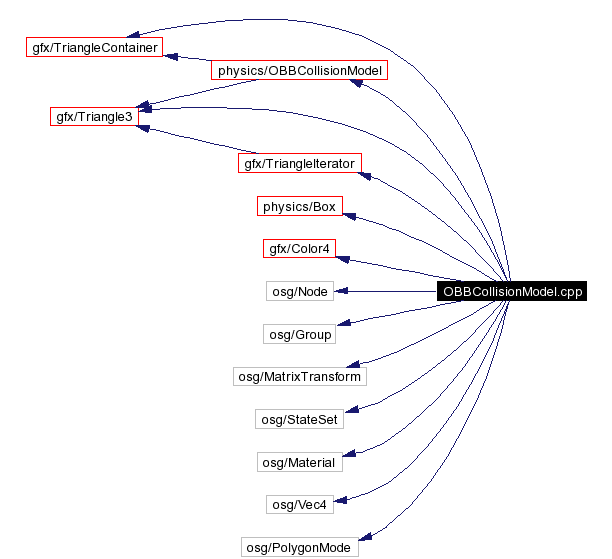 gfx/TriangleContainer
physics/OBBCollisionModel
gfx/Triangle3
gfx/TriangleIterator
physics/Box
gfx/Color4
OBBCollisionModel.cpp
osg/Node
osg/Group
osg/MatrixTransform
osg/StateSet
osg/Material
osg/Vec4
osg/PolygonMode